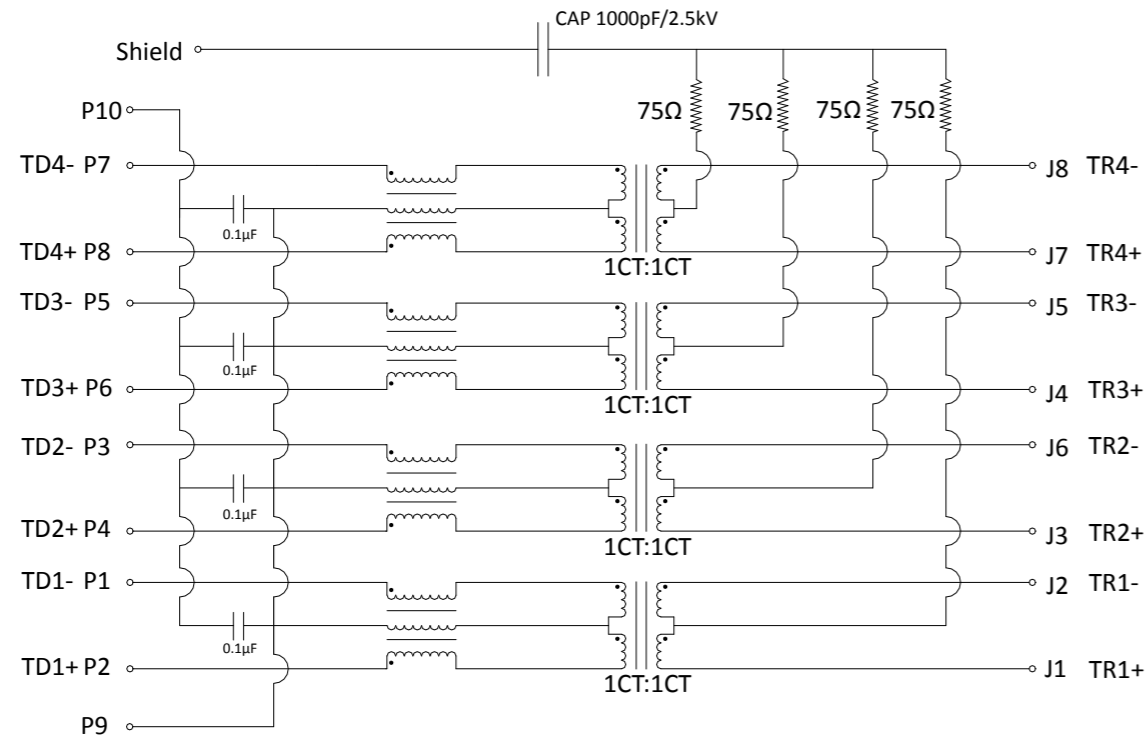 CAP 1000pF/2.5kV
Shield
P10
75Ω 75Ω 75Ω 75Ω
TD4- P7
J8 TR4-
0.1µF
TD4+ P8
J7 TR4+
1CT:1CT
TD3- P5
J5 TR3-
0.1µF
TD3+ P6
J4 TR3+
1CT:1CT
TD2- P3
J6 TR2-
0.1µF
TD2+ P4
J3 TR2+
1CT:1CT
TD1- P1
J2 TR1-
0.1µF
TD1+ P2
J1 TR1+
1CT:1CT
P9